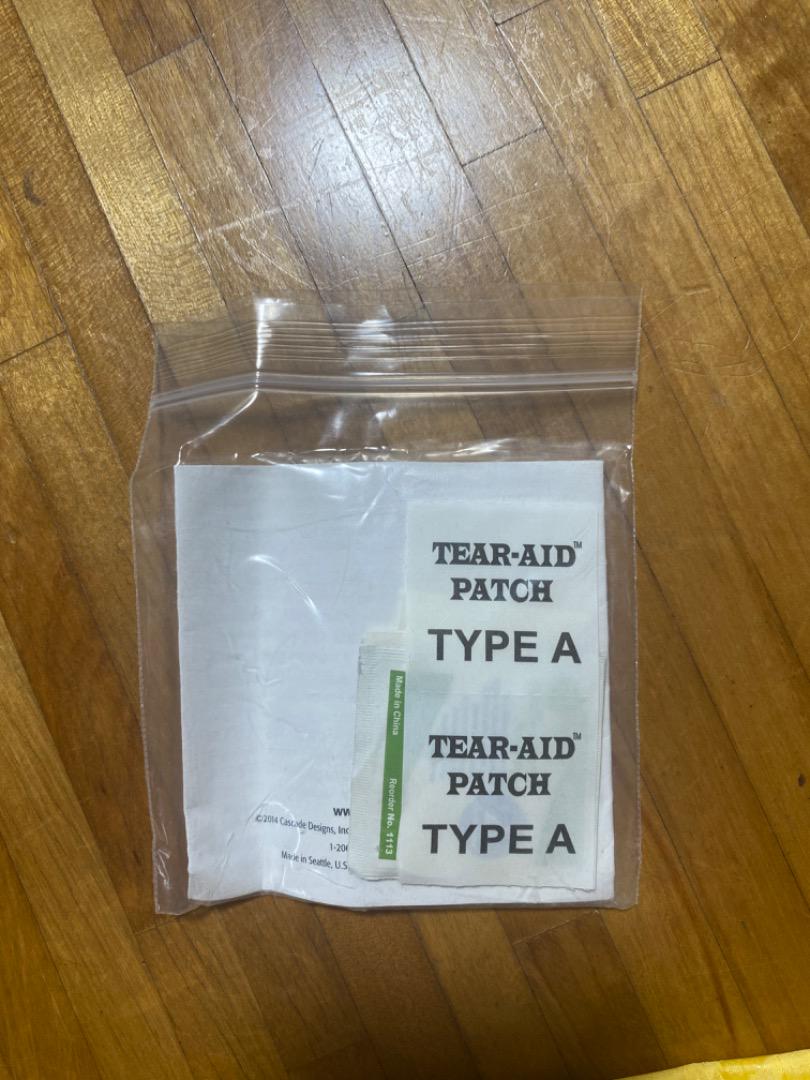 TEAR-AID™
PATCH
TYPE A
TEAR-AID™
PATCH
TYPE A
Made in China
Reorder No. 1113
©2014 Cascade Designs, Inc
Made in Seattle, U.S.